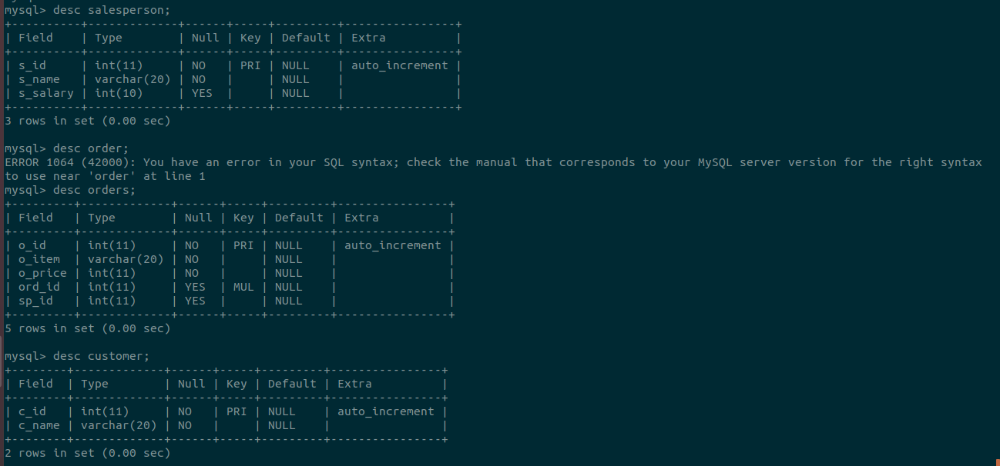 mysql> desc salesperson;
+----------+-------------+------+-----+---------+----------------+
| Field    | Type        | Null | Key | Default | Extra          |
+----------+-------------+------+-----+---------+----------------+
| s_id     | int(11)     | NO   | PRI | NULL    | auto_increment |
| s_name   | varchar(20) | NO   |     | NULL    |                |
| s_salary | int(10)     | YES  |     | NULL    |                |
+----------+-------------+------+-----+---------+----------------+
3 rows in set (0.00 sec)

mysql> desc order;
ERROR 1064 (42000): You have an error in your SQL syntax; check the manual that corresponds to your MySQL server version for the right syntax
to use near 'order' at line 1
mysql> desc orders;
+---------+-------------+------+-----+---------+----------------+
| Field   | Type        | Null | Key | Default | Extra          |
+---------+-------------+------+-----+---------+----------------+
| o_id    | int(11)     | NO   | PRI | NULL    | auto_increment |
| o_item  | varchar(20) | NO   |     | NULL    |                |
| o_price | int(11)     | NO   |     | NULL    |                |
| ord_id  | int(11)     | YES  | MUL | NULL    |                |
| sp_id   | int(11)     | YES  |     | NULL    |                |
+---------+-------------+------+-----+---------+----------------+
5 rows in set (0.00 sec)

mysql> desc customer;
+--------+-------------+------+-----+---------+----------------+
| Field  | Type        | Null | Key | Default | Extra          |
+--------+-------------+------+-----+---------+----------------+
| c_id   | int(11)     | NO   | PRI | NULL    | auto_increment |
| c_name | varchar(20) | NO   |     | NULL    |                |
+--------+-------------+------+-----+---------+----------------+
2 rows in set (0.00 sec)